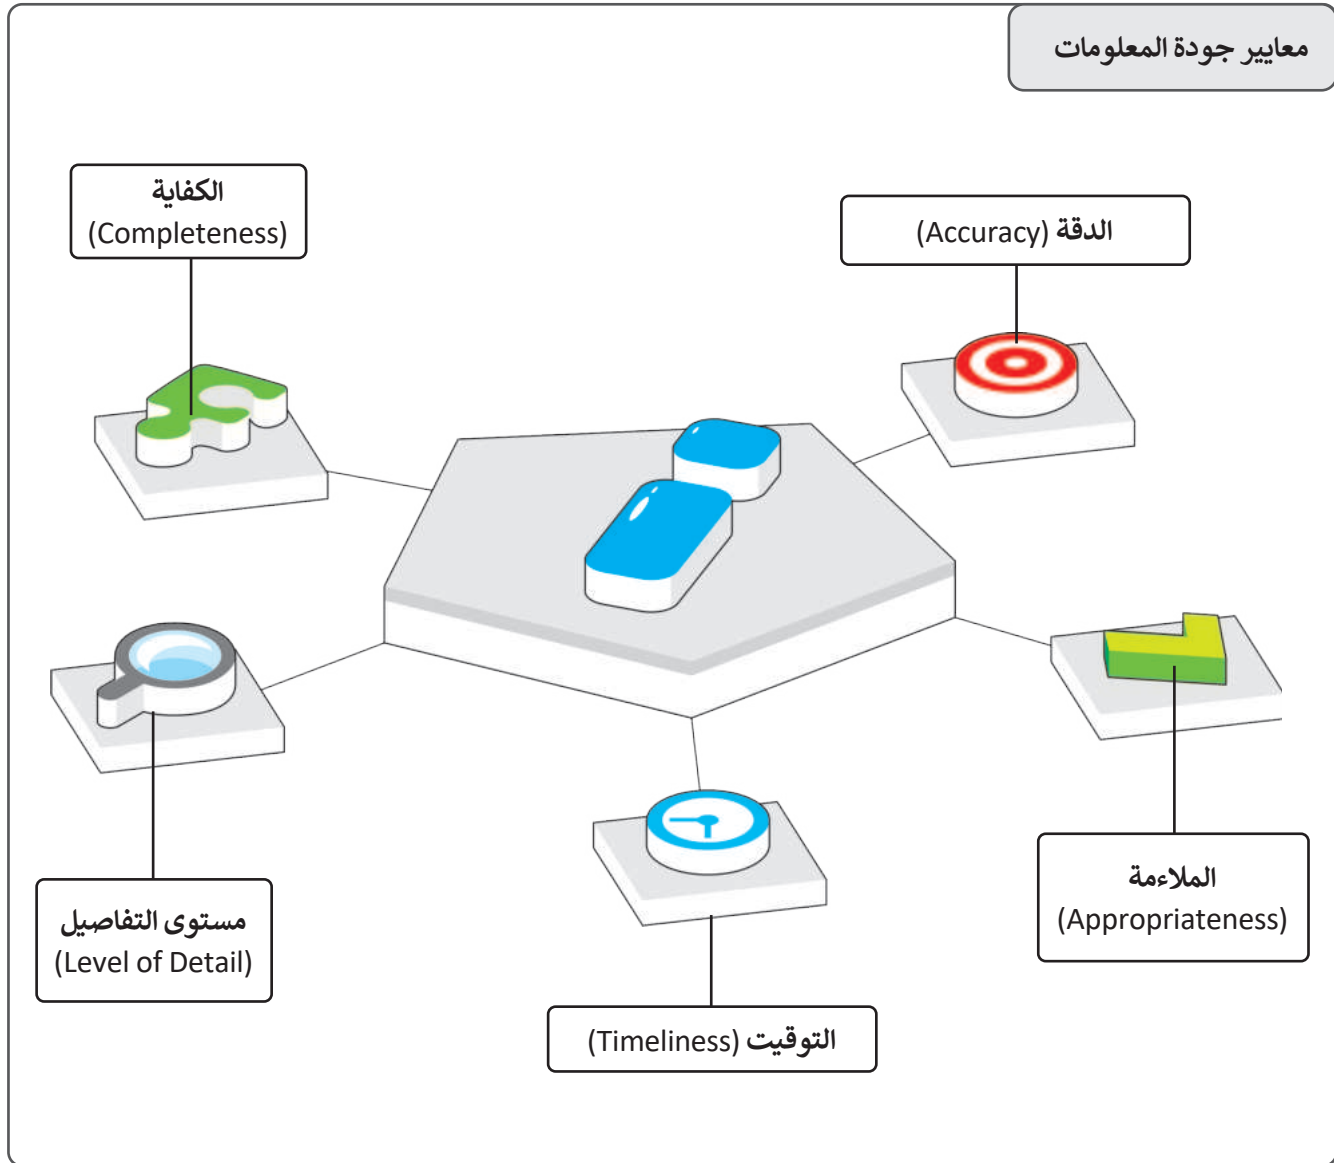 معايير جودة المعلومات
الدقة (Accuracy)
الكفاية
(Completeness)
الملاءمة
(Appropriateness)
مستوى التفاصيل
(Level of Detail)
التوقيت (Timeliness)